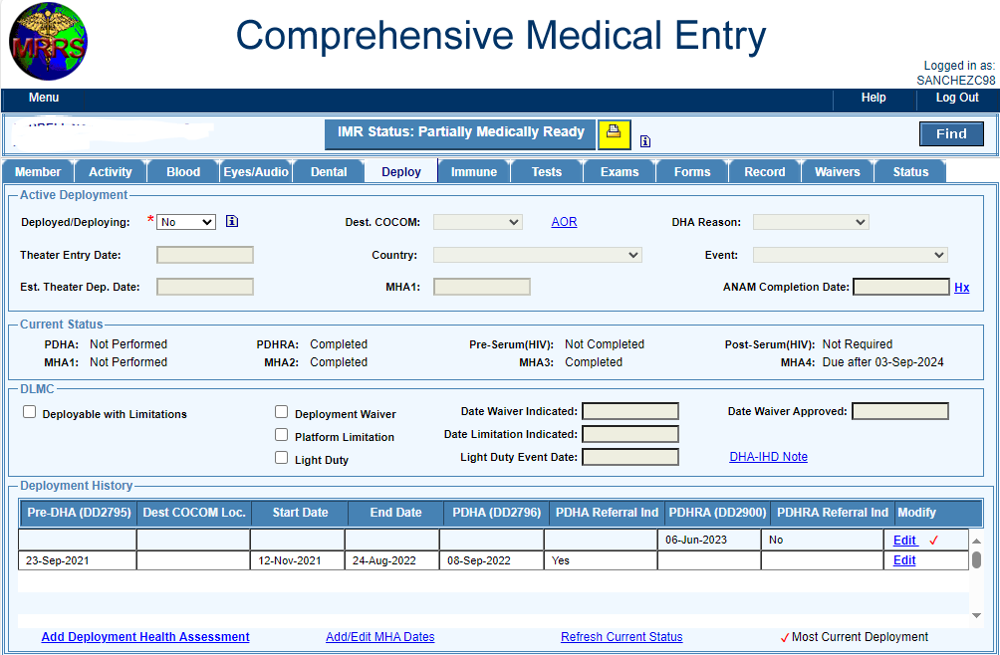 MRRS
Comprehensive Medical Entry
Logged in as:
SANCHEZC98
Menu Help Log Out
IMR Status: Partially Medically Ready Find
Member Activity Blood Eyes/Audio Dental Deploy Immune Tests Exams Forms Record Waivers Status
Active Deployment
Deployed/Deploying: * No Dest. COCOM: AOR DHA Reason:
Theater Entry Date: Country: Event:
Est. Theater Dep. Date: MHA1: ANAM Completion Date: Hx
Current Status
PDHA: Not Performed PDHRA: Completed Pre-Serum(HIV): Not Completed Post-Serum(HIV): Not Required
MHA1: Not Performed MHA2: Completed MHA3: Completed MHA4: Due after 03-Sep-2024
DLMC
Deployable with Limitations Deployment Waiver Date Waiver Indicated: Date Waiver Approved:
Platform Limitation Date Limitation Indicated:
Light Duty Light Duty Event Date: DHA-IHD Note
Deployment History
Pre-DHA (DD2795) Dest COCOM Loc. Start Date End Date PDHA (DD2796) PDHA Referral Ind PDHRA (DD2900) PDHRA Referral Ind Modify
06-Jun-2023 No Edit ✓
23-Sep-2021 12-Nov-2021 24-Aug-2022 08-Sep-2022 Yes Edit
Add Deployment Health Assessment Add/Edit MHA Dates Refresh Current Status ✓Most Current Deployment